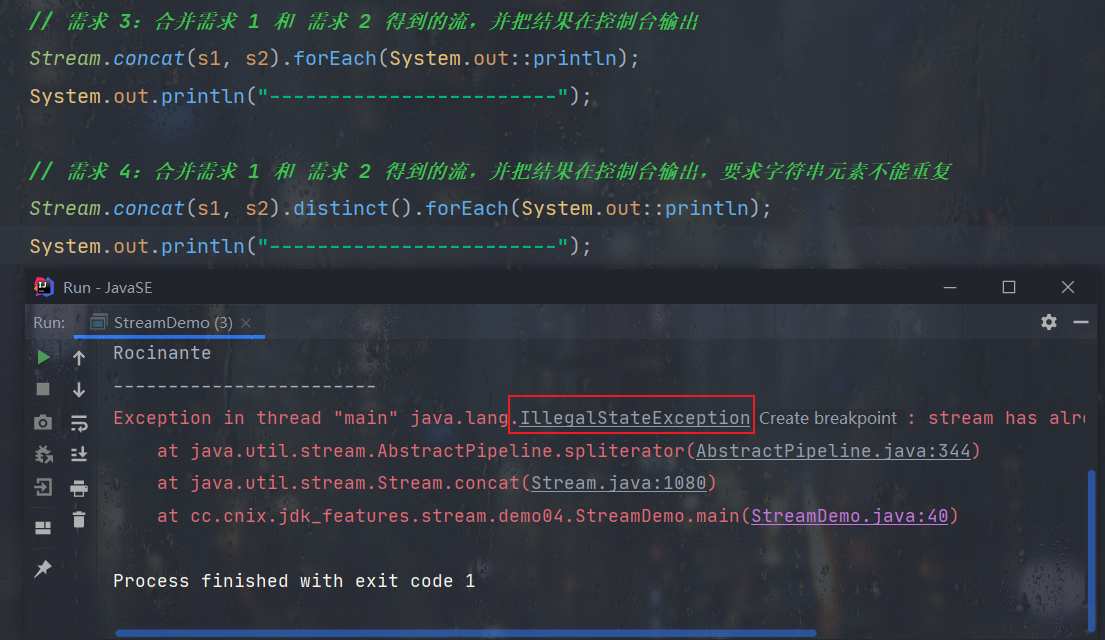 // 需求 3: 合并需求 1 和 需求 2 得到的流，并把结果在控制台输出
Stream.concat(s1, s2).forEach(System.out::println);
System.out.println("------------------------");
// 需求 4: 合并需求 1 和 需求 2 得到的流，并把结果在控制台输出，要求字符串元素不能重复
Stream.concat(s1, s2).distinct().forEach(System.out::println);
System.out.println("------------------------");
Run - JavaSE
Run: StreamDemo (3)
Rocinante
------------------------
Exception in thread "main" java.lang.IllegalStateException Create breakpoint : stream has alre
at java.util.stream.AbstractPipeline.spliterator(AbstractPipeline.java:344)
at java.util.stream.Stream.concat(Stream.java:1080)
at cc.cnix.jdk_features.stream.demo04.StreamDemo.main(StreamDemo.java:40)
Process finished with exit code 1